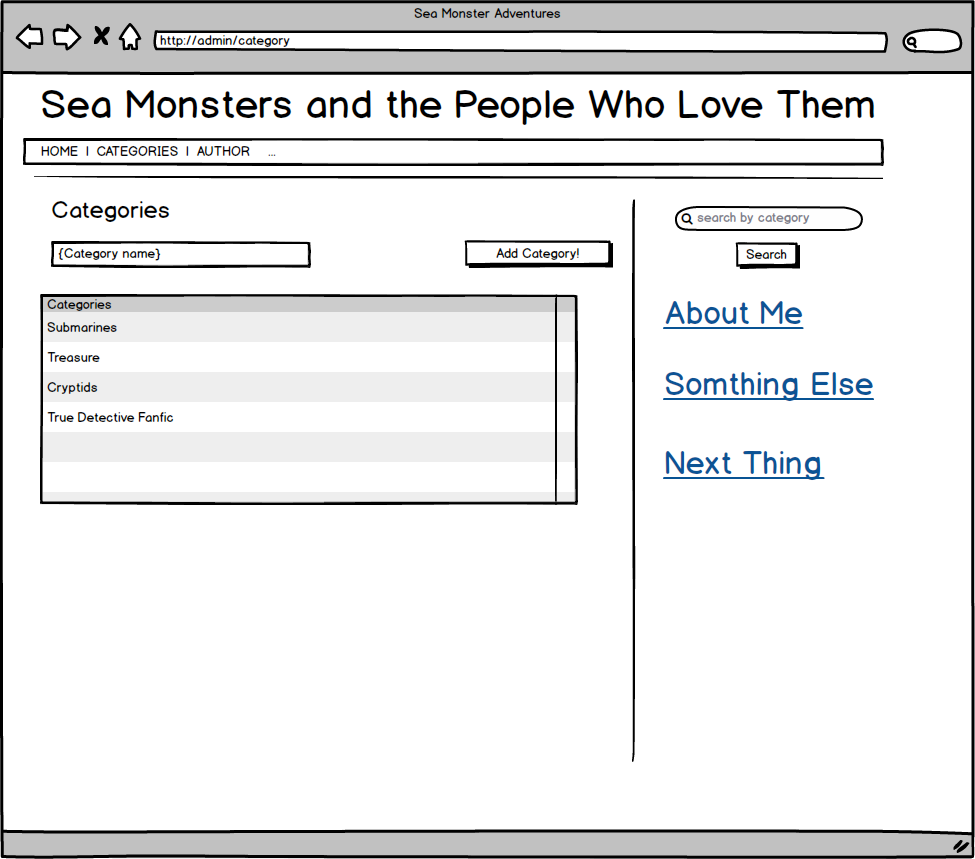 Sea Monster Adventures
http://admin/category
Sea Monsters and the People Who Love Them
HOME | CATEGORIES | AUTHOR ...
Categories
{Category name}
Add Category!
Categories
Submarines
Treasure
Cryptids
True Detective Fanfic
search by category
Search
About Me
Somthing Else
Next Thing